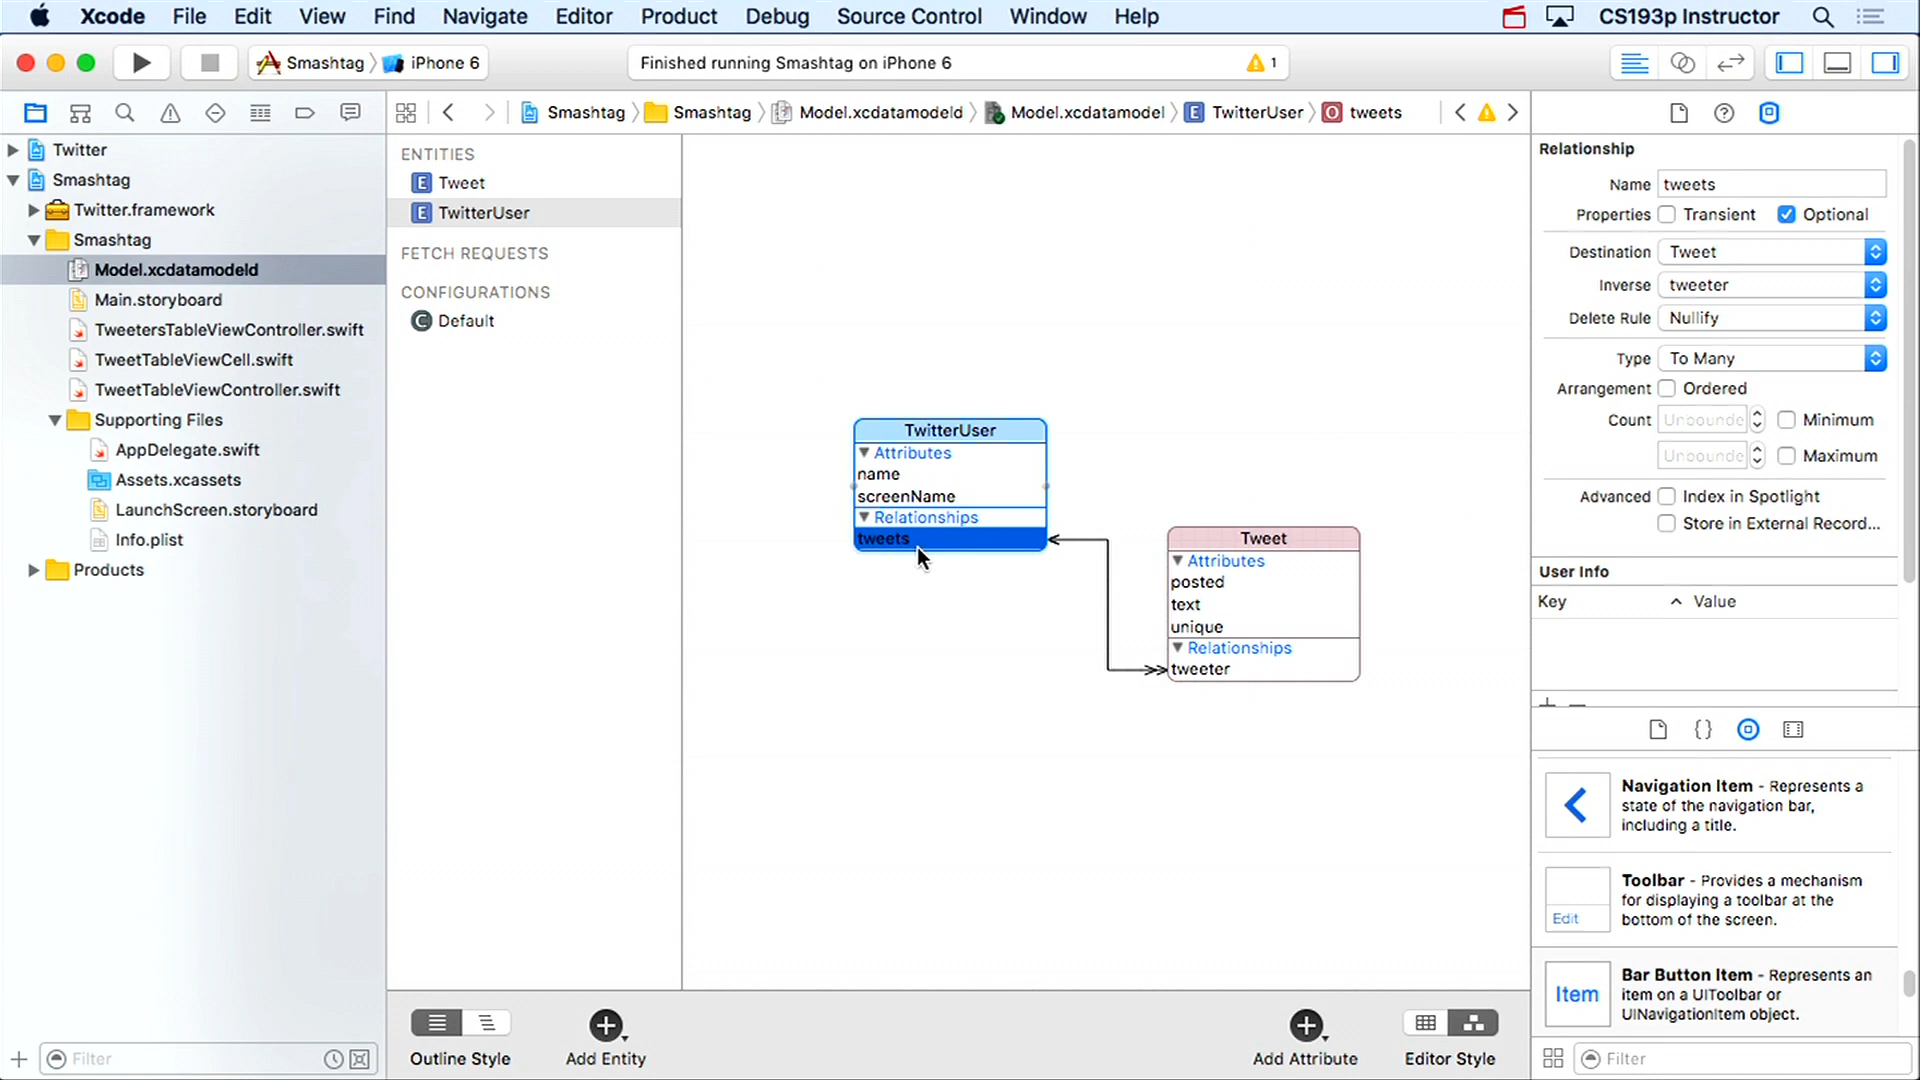 Xcode File Edit View Find Navigate Editor Product Debug Source Control Window Help CS193p Instructor
Smashtag iPhone 6 Finished running Smashtag on iPhone 6 1
Smashtag Smashtag Model.xcdatamodeld Model.xcdatamodel TwitterUser tweets
Twitter
Smashtag
Twitter.framework
Smashtag
Model.xcdatamodeld
Main.storyboard
TweetersTableViewController.swift
TweetTableViewCell.swift
TweetTableViewController.swift
Supporting Files
AppDelegate.swift
Assets.xcassets
LaunchScreen.storyboard
Info.plist
Products
Filter
ENTITIES
E Tweet
E TwitterUser
FETCH REQUESTS
CONFIGURATIONS
C Default
TwitterUser
Attributes
name
screenName
Relationships
tweets
Tweet
Attributes
posted
text
unique
Relationships
tweeter
Outline Style
Add Entity
Add Attribute
Editor Style
Relationship
Name tweets
Properties Transient Optional
Destination Tweet
Inverse tweeter
Delete Rule Nullify
Type To Many
Arrangement Ordered
Count Unbounde Minimum
Unbounde Maximum
Advanced Index in Spotlight
Store in External Record...
User Info
Key Value
{}
Navigation Item - Represents a
state of the navigation bar,
including a title.
Edit
Toolbar - Provides a mechanism
for displaying a toolbar at the
bottom of the screen.
Item
Bar Button Item - Represents an
item on a UIToolbar or
UINavigationItem object.
Filter